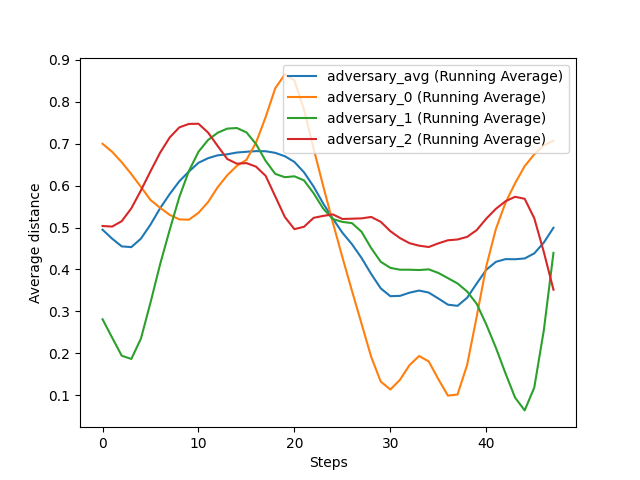 0.9
0.8
0.7
0.6
0.5
0.4
0.3
0.2
0.1
Average distance
adversary_avg (Running Average)
adversary_0 (Running Average)
adversary_1 (Running Average)
adversary_2 (Running Average)
0 10 20 30 40
Steps